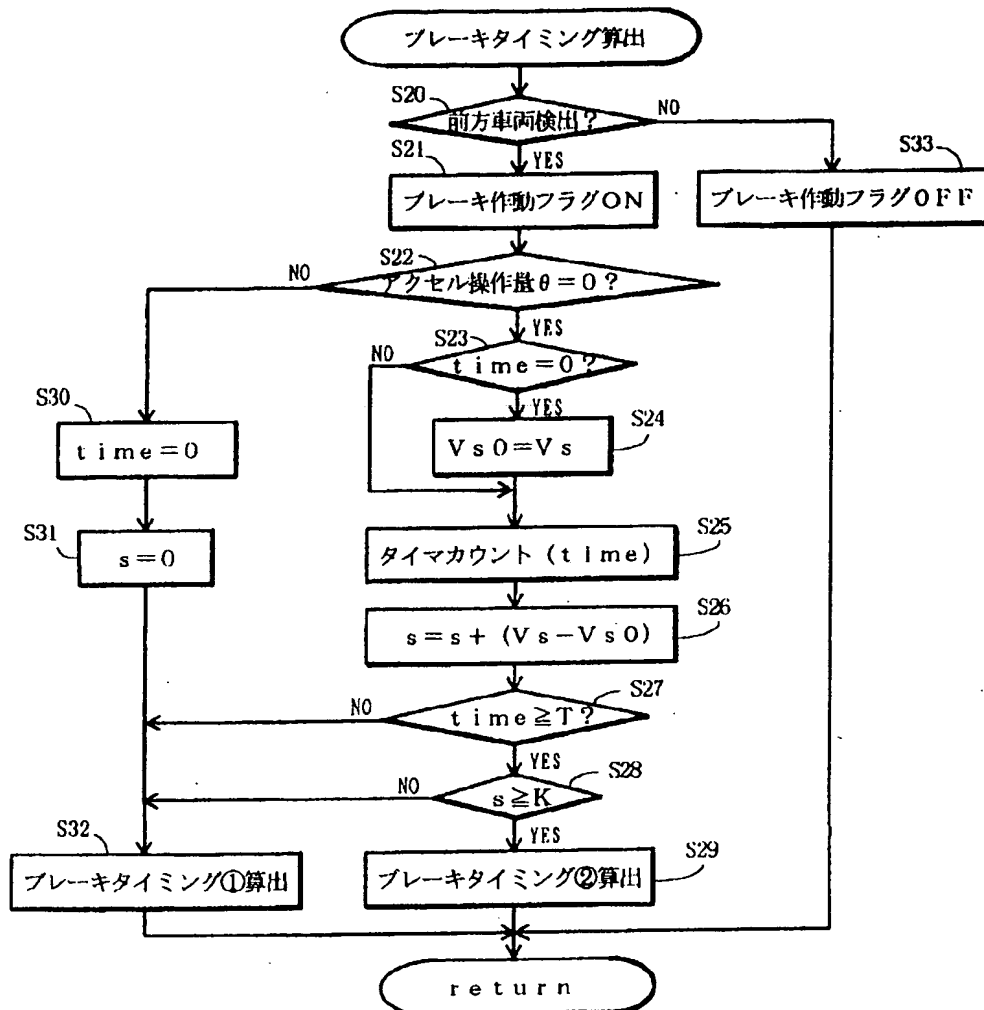 ブレーキタイミング算出
S20
前方車両検出?
NO
YES
S21
ブレーキ作動フラグON
S33
ブレーキ作動フラグOFF
S22
アクセル操作量θ=0?
NO
YES
S23
time=0?
NO
YES
S24
Vs0=Vs
S30
time=0
S31
s=0
S25
タイマカウント(time)
S26
s=s+(Vs-Vs0)
S27
time≧T?
NO
YES
S28
s≧K
NO
YES
S32
ブレーキタイミング①算出
S29
ブレーキタイミング②算出
return